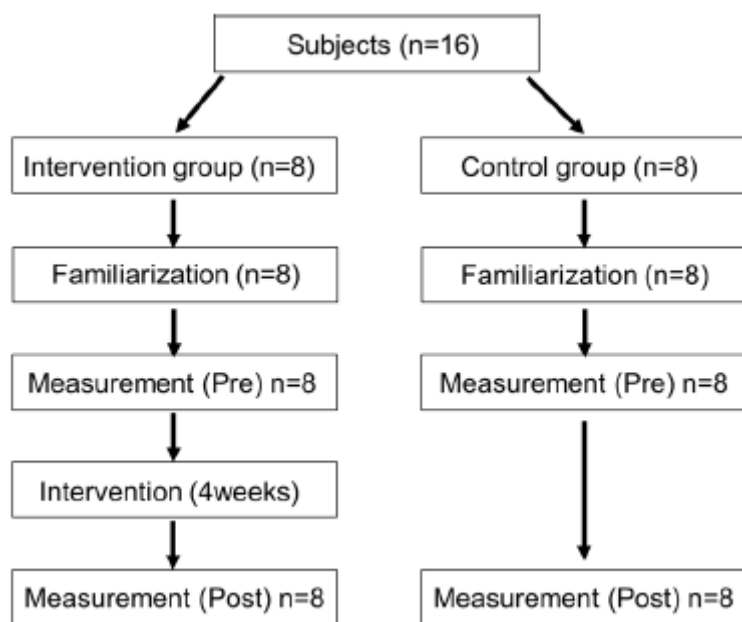 Subjects (n=16)
Intervention group (n=8)
Control group (n=8)
Familiarization (n=8)
Familiarization (n=8)
Measurement (Pre) n=8
Measurement (Pre) n=8
Intervention (4weeks)
Measurement (Post) n=8
Measurement (Post) n=8